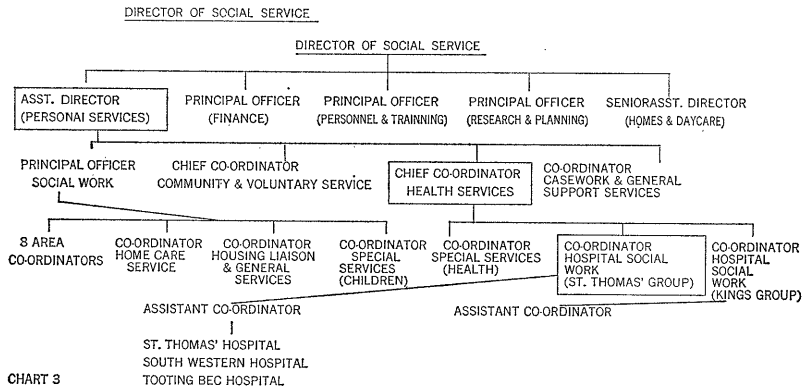 DIRECTOR OF SOCIAL SERVICE
DIRECTOR OF SOCIAL SERVICE
ASST. DIRECTOR
(PERSONAI SERVICES)
PRINCIPAL OFFICER
(FINANCE)
PRINCIPAL OFFICER
(PERSONNEL & TRAINNING)
PRINCIPAL OFFICER
(RESEARCH & PLANNING)
SENIORASST. DIRECTOR
(HOMES & DAYCARE)
PRINCIPAL OFFICER
SOCIAL WORK
CHIEF CO-ORDINATOR
COMMUNITY & VOLUNTARY SERVICE
CHIEF CO-ORDINATOR
HEALTH SERVICES
CO-ORDINATOR
CASEWORK & GENERAL
SUPPORT SERVICES
8 AREA
CO-ORDINATORS
CO-ORDINATOR
HOME CARE
SERVICE
CO-ORDINATOR
HOUSING LIAISON
& GENERAL
SERVICES
CO-ORDINATOR
SPECIAL
SERVICES
(CHILDREN)
CO-ORDINATOR
SPECIAL SERVICES
(HEALTH)
CO-ORDINATOR
HOSPITAL SOCIAL
WORK
(ST. THOMAS' GROUP)
CO-ORDINATOR
HOSPITAL
SOCIAL
WORK
(KINGS GROUP)
ASSISTANT CO-ORDINATOR
ASSISTANT CO-ORDINATOR
ST. THOMAS' HOSPITAL
SOUTH WESTERN HOSPITAL
TOOTING BEC HOSPITAL
CHART 3